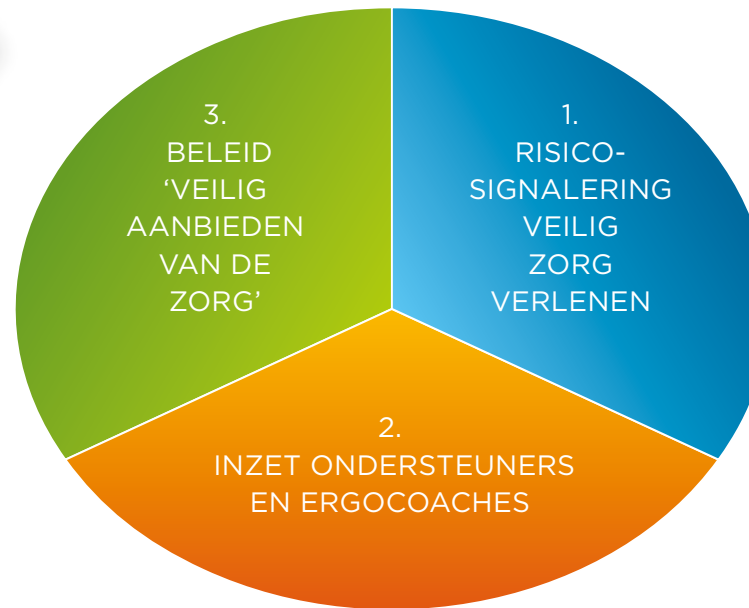 1.
RISICO-
SIGNALERING
VEILIG
ZORG
VERLENEN
2.
INZET ONDERSTEUNERS
EN ERGOCOACHES
3.
BELEID
‘VEILIG
AANBIEDEN
VAN DE
ZORG’